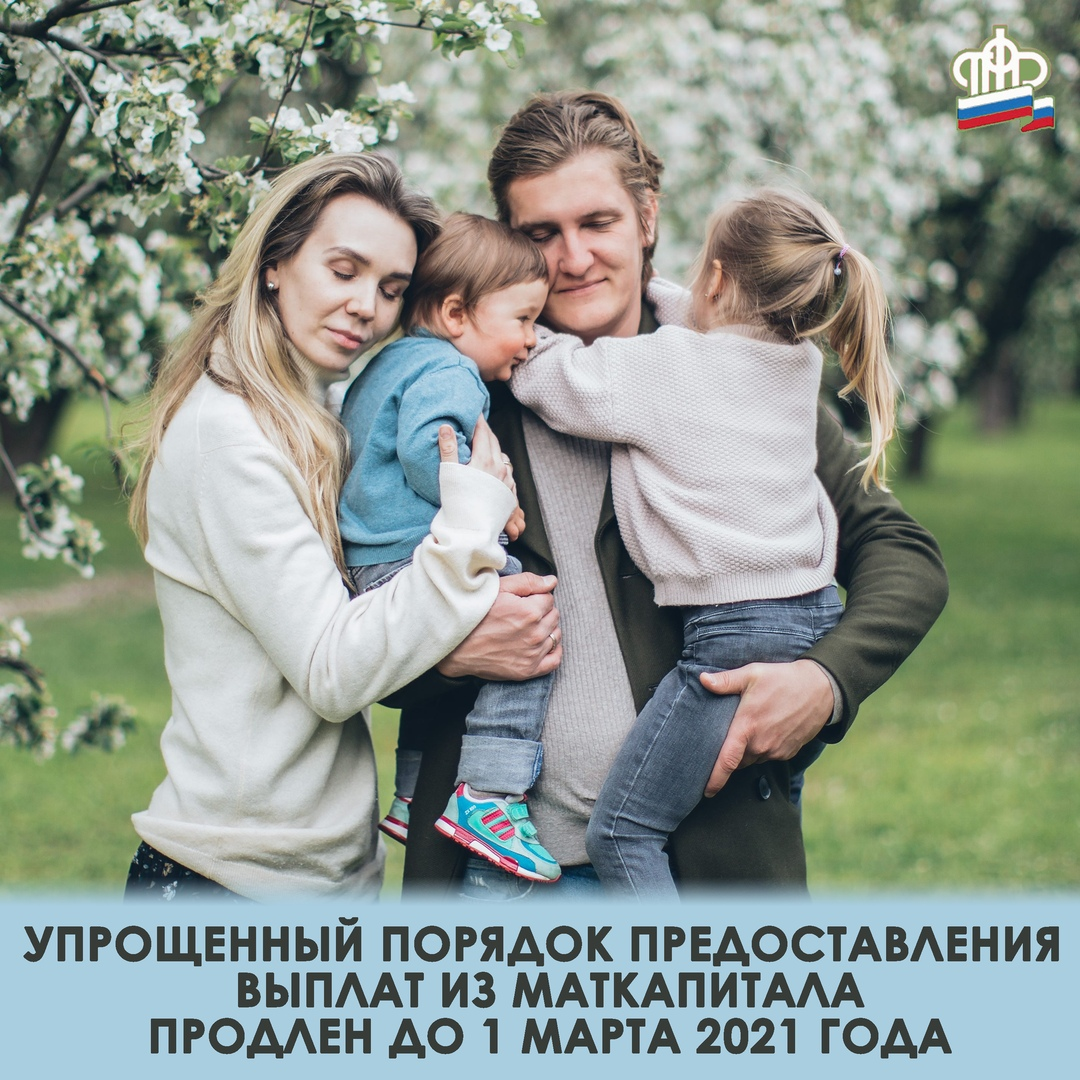 УПРОЩЕННЫЙ ПОРЯДОК ПРЕДОСТАВЛЕНИЯ
ВЫПЛАТ ИЗ МАТКАПИТАЛА
ПРОДЛЕН ДО 1 МАРТА 2021 ГОДА